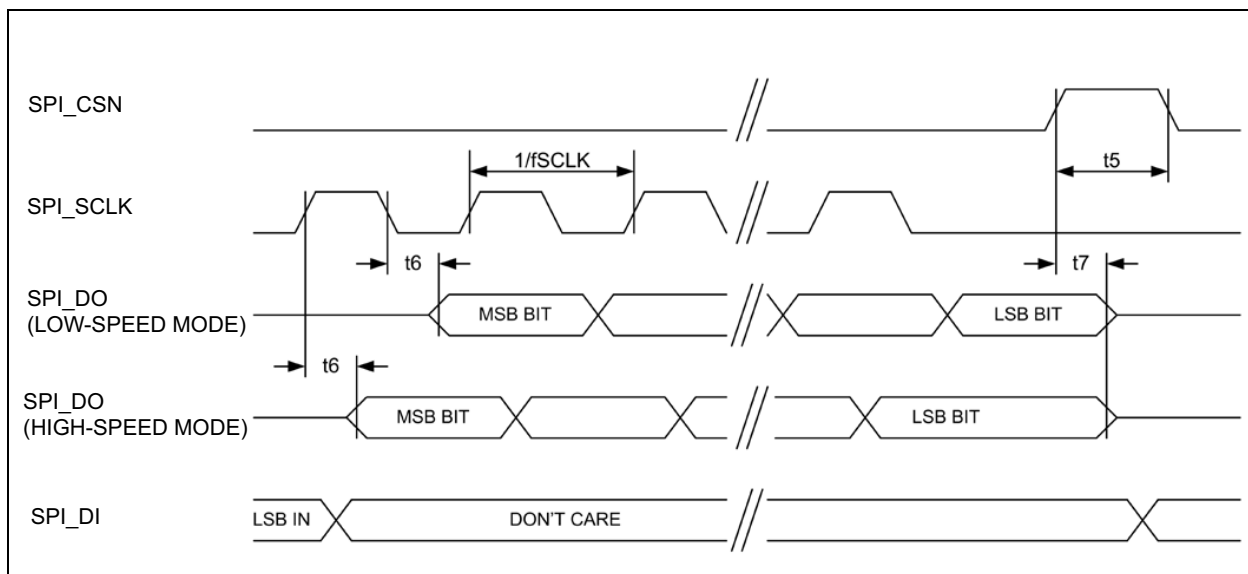 SPI_CSN
1/fSCLK
t5
SPI_SCLK
t6
t7
SPI_DO
(LOW-SPEED MODE)
MSB BIT
LSB BIT
t6
SPI_DO
(HIGH-SPEED MODE)
MSB BIT
LSB BIT
SPI_DI
LSB IN
DON'T CARE